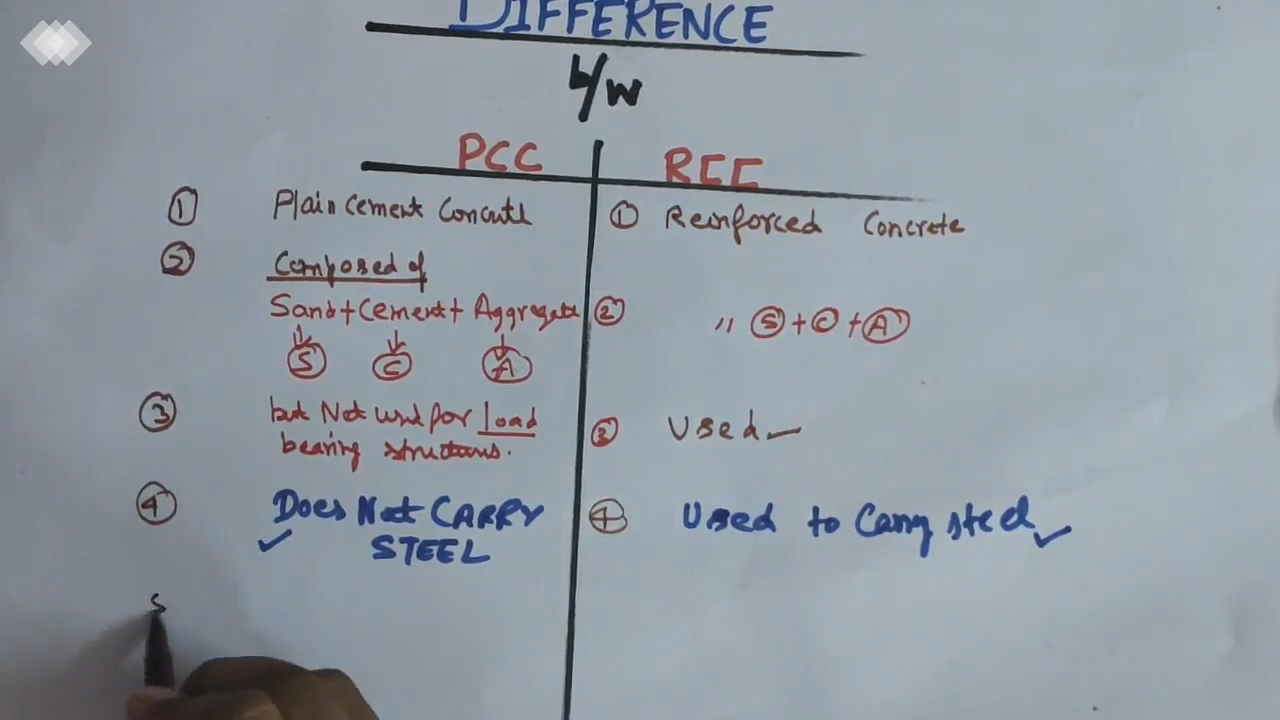 DIFFERENCE
b/w
PCC
RCC
① Plain cement Concrete
① Reinforced Concrete
② Composed of
Sand + Cement + Aggregate
② " Ⓢ + Ⓒ + Ⓐ
Ⓢ Ⓒ Ⓐ
③ but Not used for load
bearing structures.
③ Used ✓
④ Does Not CARRY
✓ STEEL
④ Used to Carry steel ✓
5